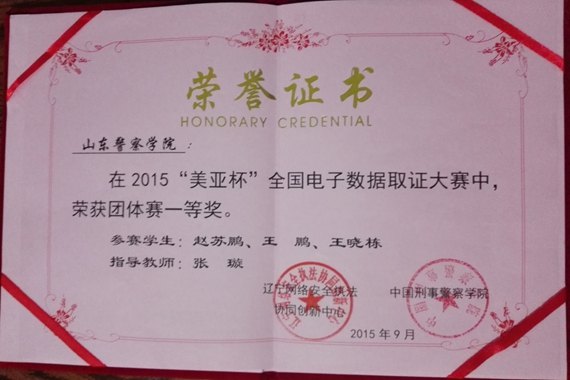 荣誉证书
HONORARY CREDENTIAL
山东警察学院：
在 2015 “美亚杯”全国电子数据取证大赛中，
荣获团体赛一等奖。
参赛学生：赵苏鹏、王 鹏、王晓栋
指导教师：张 璇
辽宁网络安全执法 中国刑事警察学院
协同创新中心
2015 年 9 月